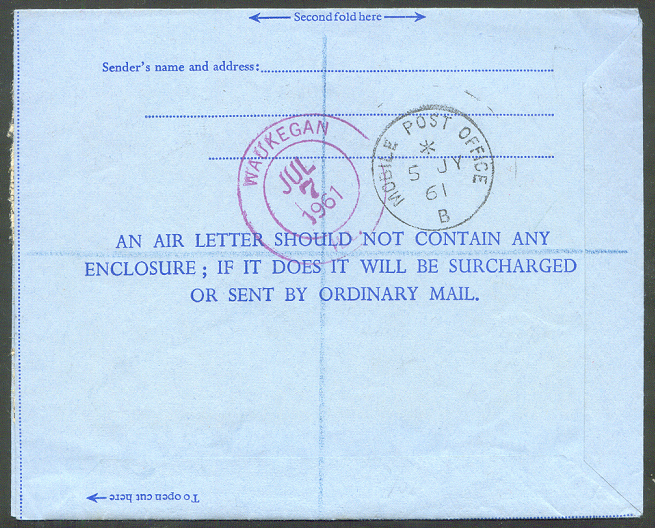 Second fold here
Sender's name and address:
WAUKEGAN
JUL
7
1961
MOBILE POST OFFICE
*
5 JY
61
B
AN AIR LETTER SHOULD NOT CONTAIN ANY
ENCLOSURE ; IF IT DOES IT WILL BE SURCHARGED
OR SENT BY ORDINARY MAIL.
To open cut here